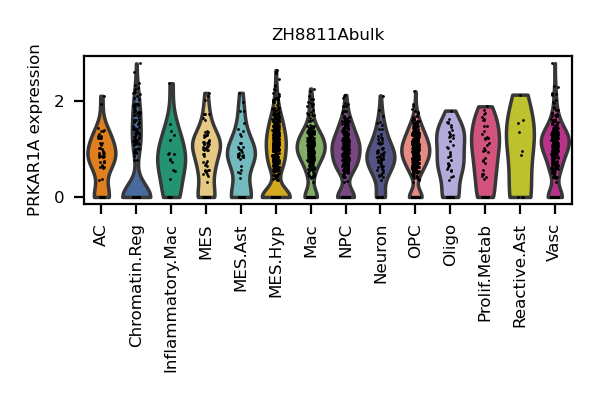 ZH8811Abulk
PRKAR1A expression
2
0
AC
Chromatin.Reg
Inflammatory.Mac
MES
MES.Ast
MES.Hyp
Mac
NPC
Neuron
OPC
Oligo
Prolif.Metab
Reactive.Ast
Vasc